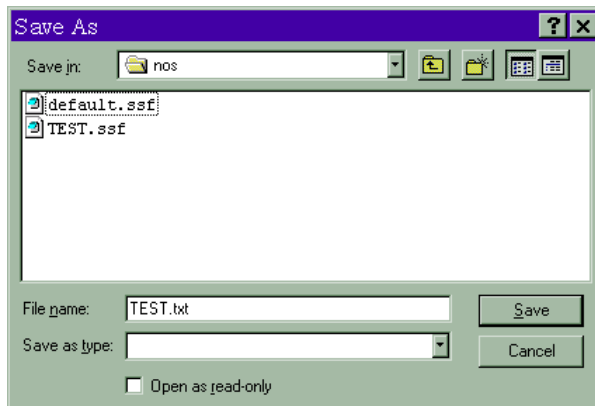 Save As
Save in: nos
default.ssf
TEST.ssf
File name: TEST.txt Save
Save as type: Cancel
Open as read-only